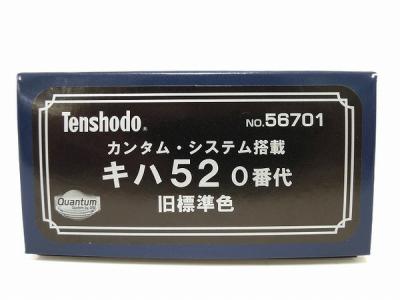 Tenshodo®
NO.56701
カンタム・システム搭載
キハ52 0番代
旧標準色
Quantum